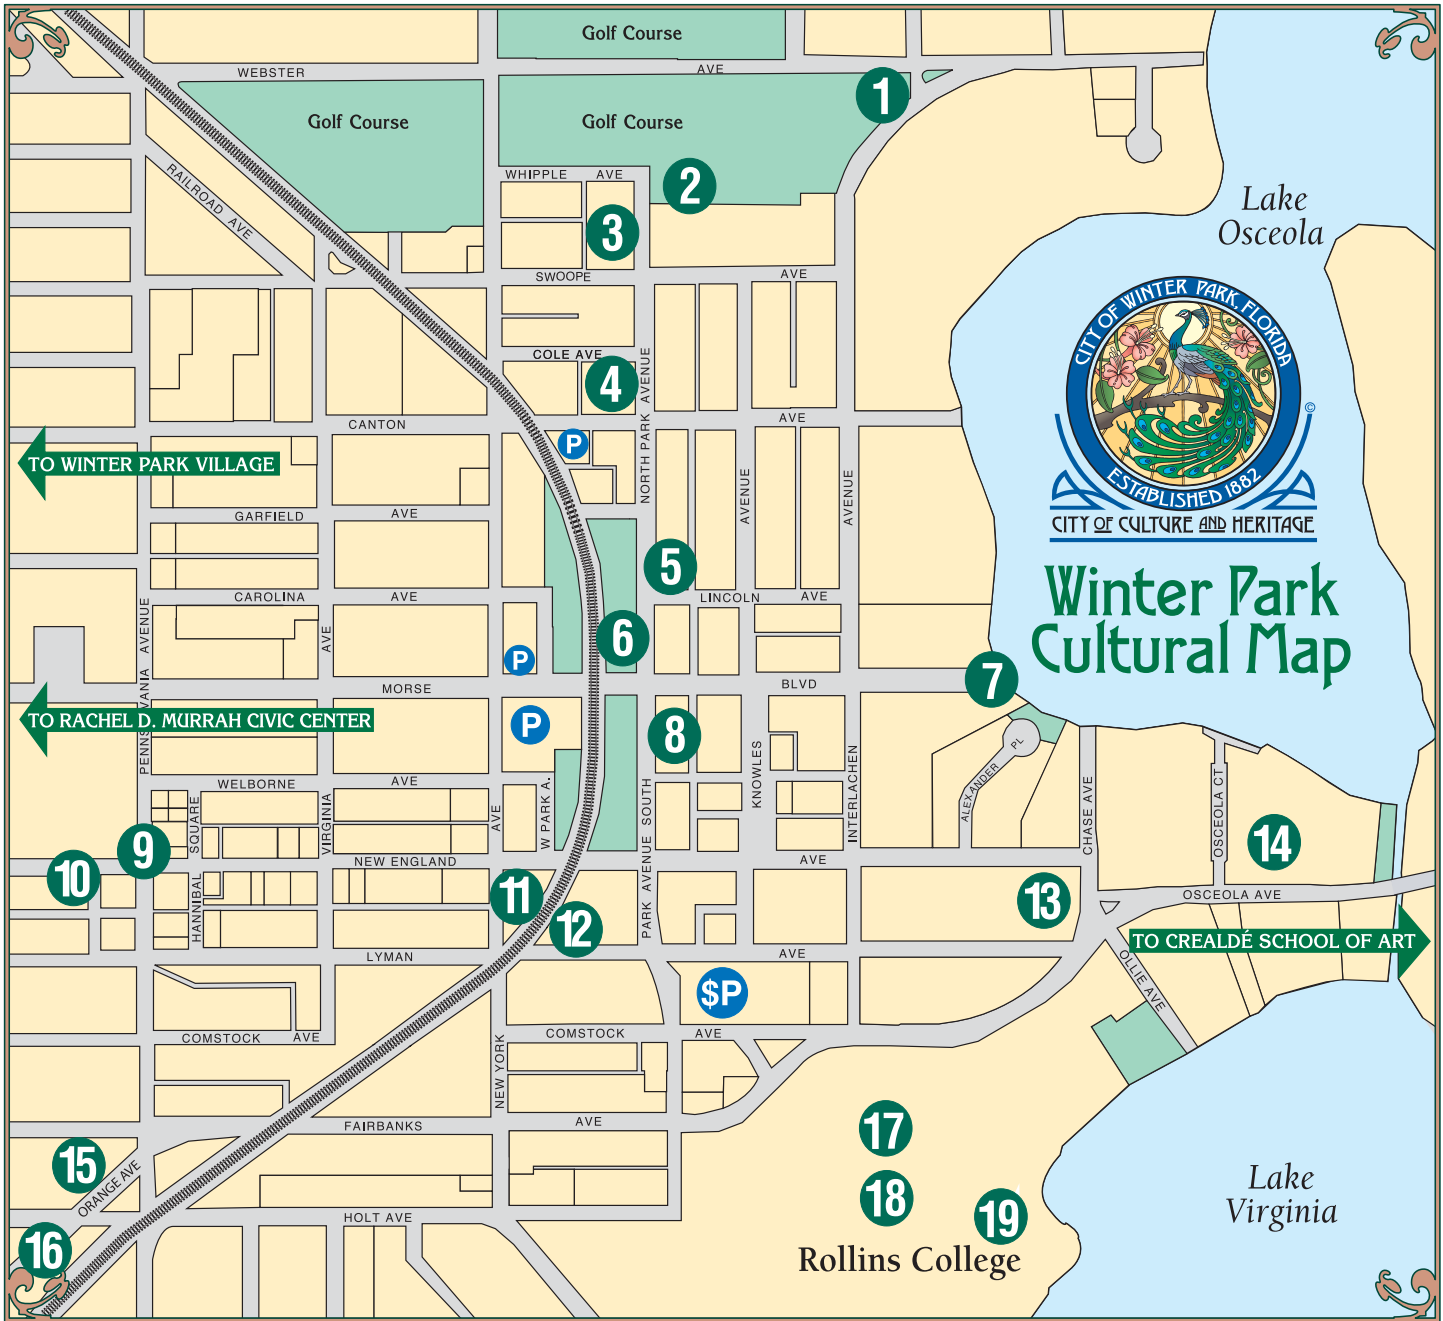 Golf Course
WEBSTER AVE
1
Golf Course
Golf Course
WHIPPLE AVE
2
RAILROAD AVE
3
Lake
Osceola
SWOOPE AVE
CITY OF WINTER PARK, FLORIDA
ESTABLISHED 1882
©
CITY OF CULTURE AND HERITAGE
Winter Park
Cultural Map
COLE AVE
4
NORTH PARK AVENUE
CANTON AVE
P
TO WINTER PARK VILLAGE
AVENUE
AVENUE
GARFIELD AVE
5
CAROLINA AVE
LINCOLN AVE
PENNSYLVANIA AVENUE
AVE
6
P
7
MORSE BLVD
TO RACHEL D. MURRAH CIVIC CENTER
P
8
ALEXANDER PL
KNOWLES
INTERLACHEN
WELBORNE AVE
SQUARE
VIRGINIA
AVE
W PARK A.
PARK AVENUE SOUTH
CHASE AVE
OSCEOLA CT
14
9
NEW ENGLAND AVE
10
HANNIBAL
11
12
13
OSCEOLA AVE
TO CREALDÉ SCHOOL OF ART
LYMAN AVE
OLLIE AVE
$P
COMSTOCK AVE
COMSTOCK AVE
NEW YORK
FAIRBANKS AVE
17
15
ORANGE AVE
18
19
Lake
Virginia
HOLT AVE
16
Rollins College